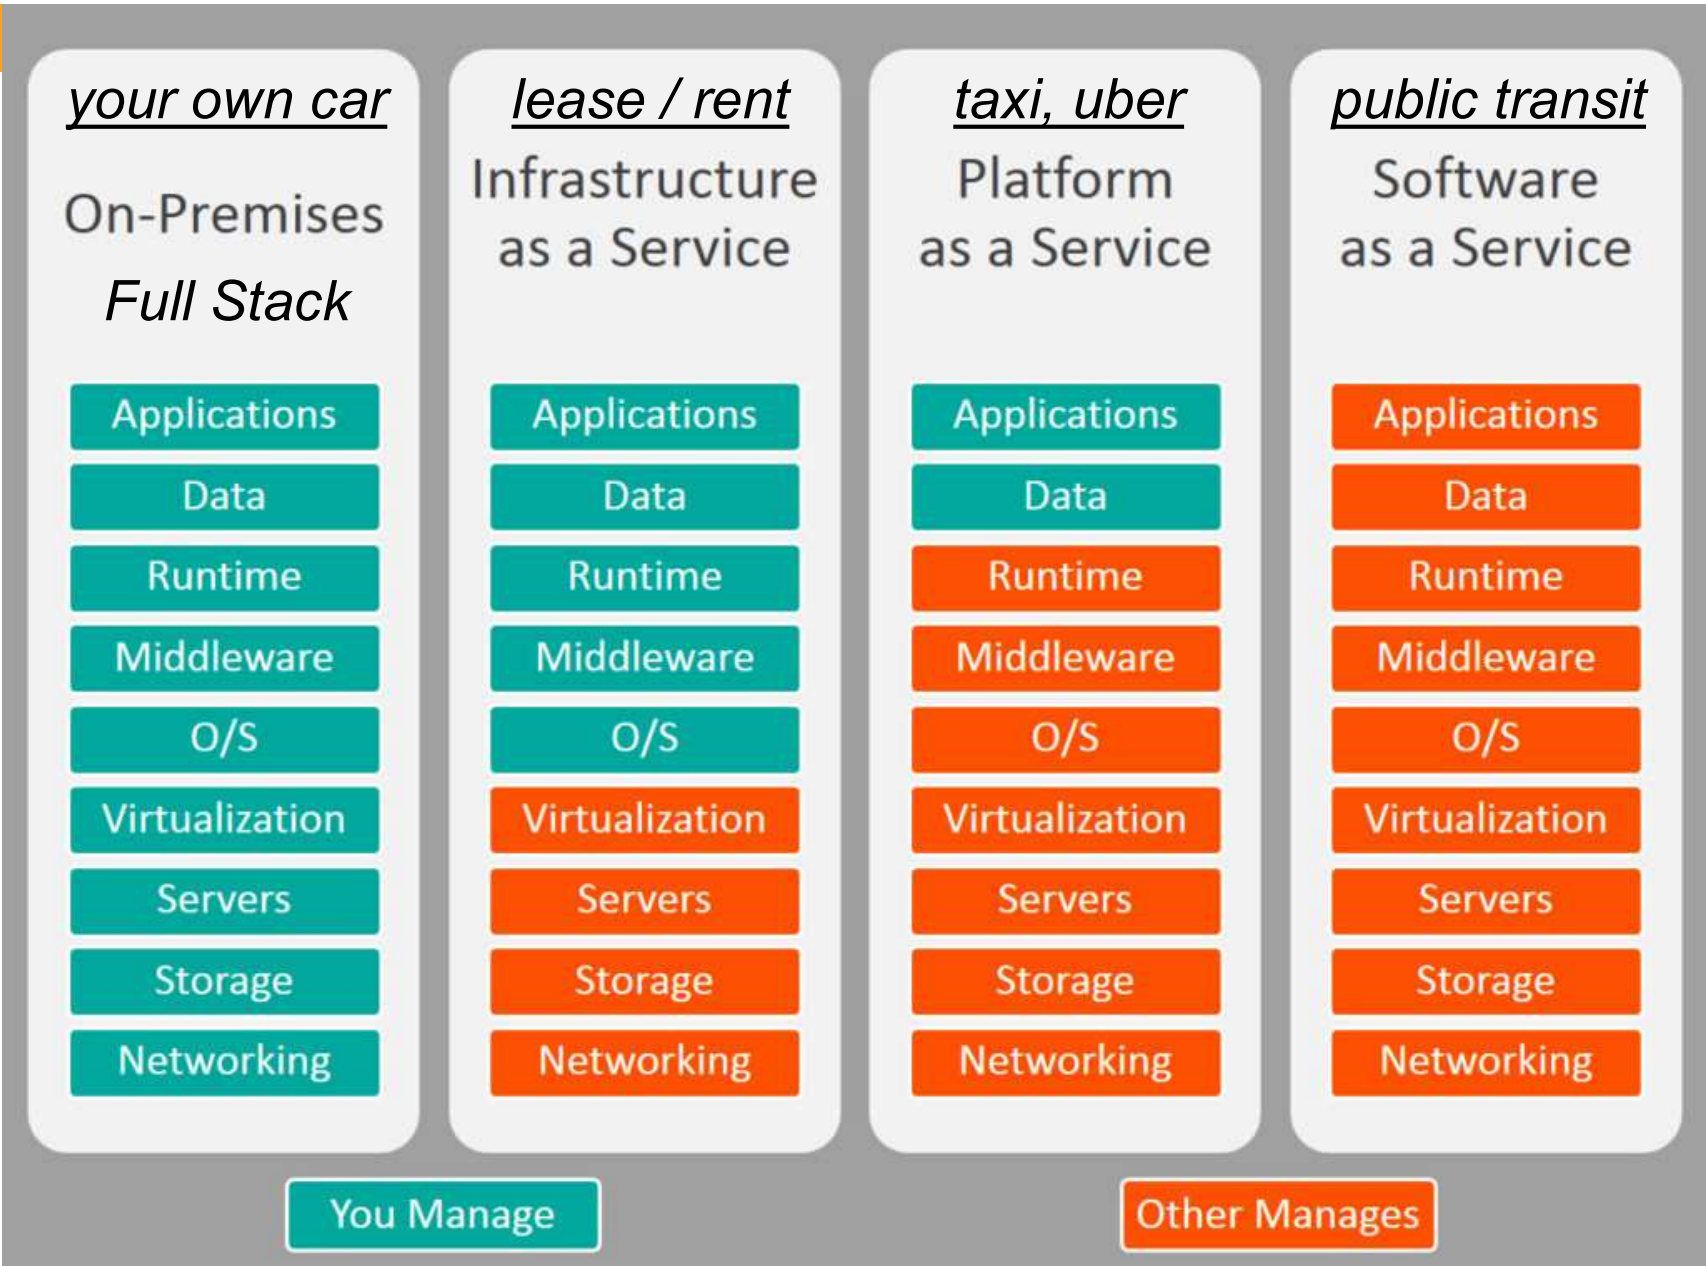 your own car
On-Premises
Full Stack
Applications
Data
Runtime
Middleware
O/S
Virtualization
Servers
Storage
Networking
lease / rent
Infrastructure
as a Service
Applications
Data
Runtime
Middleware
O/S
Virtualization
Servers
Storage
Networking
taxi, uber
Platform
as a Service
Applications
Data
Runtime
Middleware
O/S
Virtualization
Servers
Storage
Networking
public transit
Software
as a Service
Applications
Data
Runtime
Middleware
O/S
Virtualization
Servers
Storage
Networking
You Manage
Other Manages